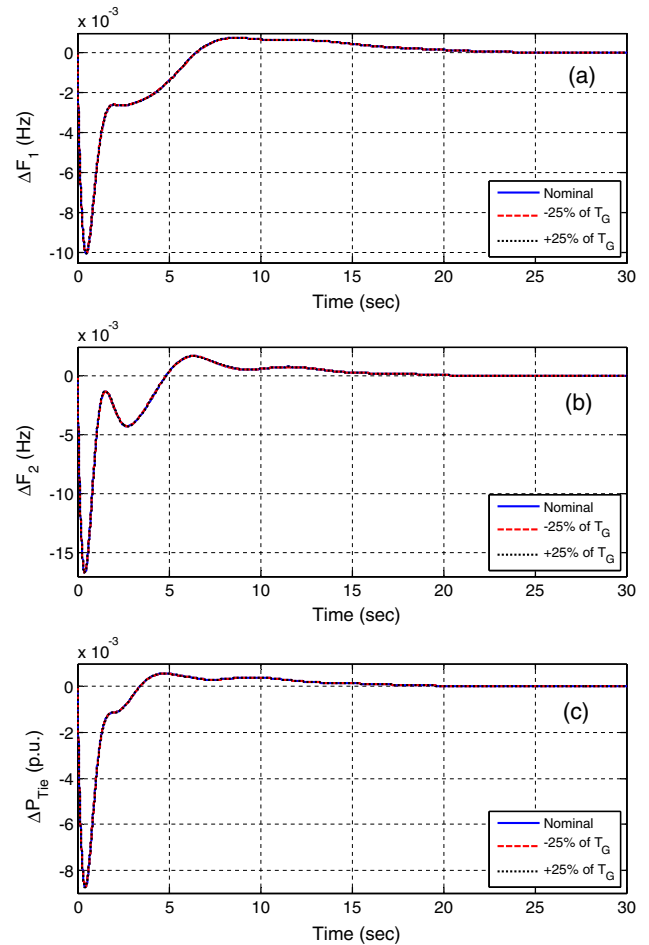 x 10⁻³
0
-2
-4
-6
-8
-10
ΔF₁ (Hz)
(a)
Nominal
-25% of T_G
+25% of T_G
0 5 10 15 20 25 30
Time (sec)
x 10⁻³
0
-5
-10
-15
ΔF₂ (Hz)
(b)
Nominal
-25% of T_G
+25% of T_G
0 5 10 15 20 25 30
Time (sec)
x 10⁻³
0
-2
-4
-6
-8
ΔP_Tie (p.u.)
(c)
Nominal
-25% of T_G
+25% of T_G
0 5 10 15 20 25 30
Time (sec)